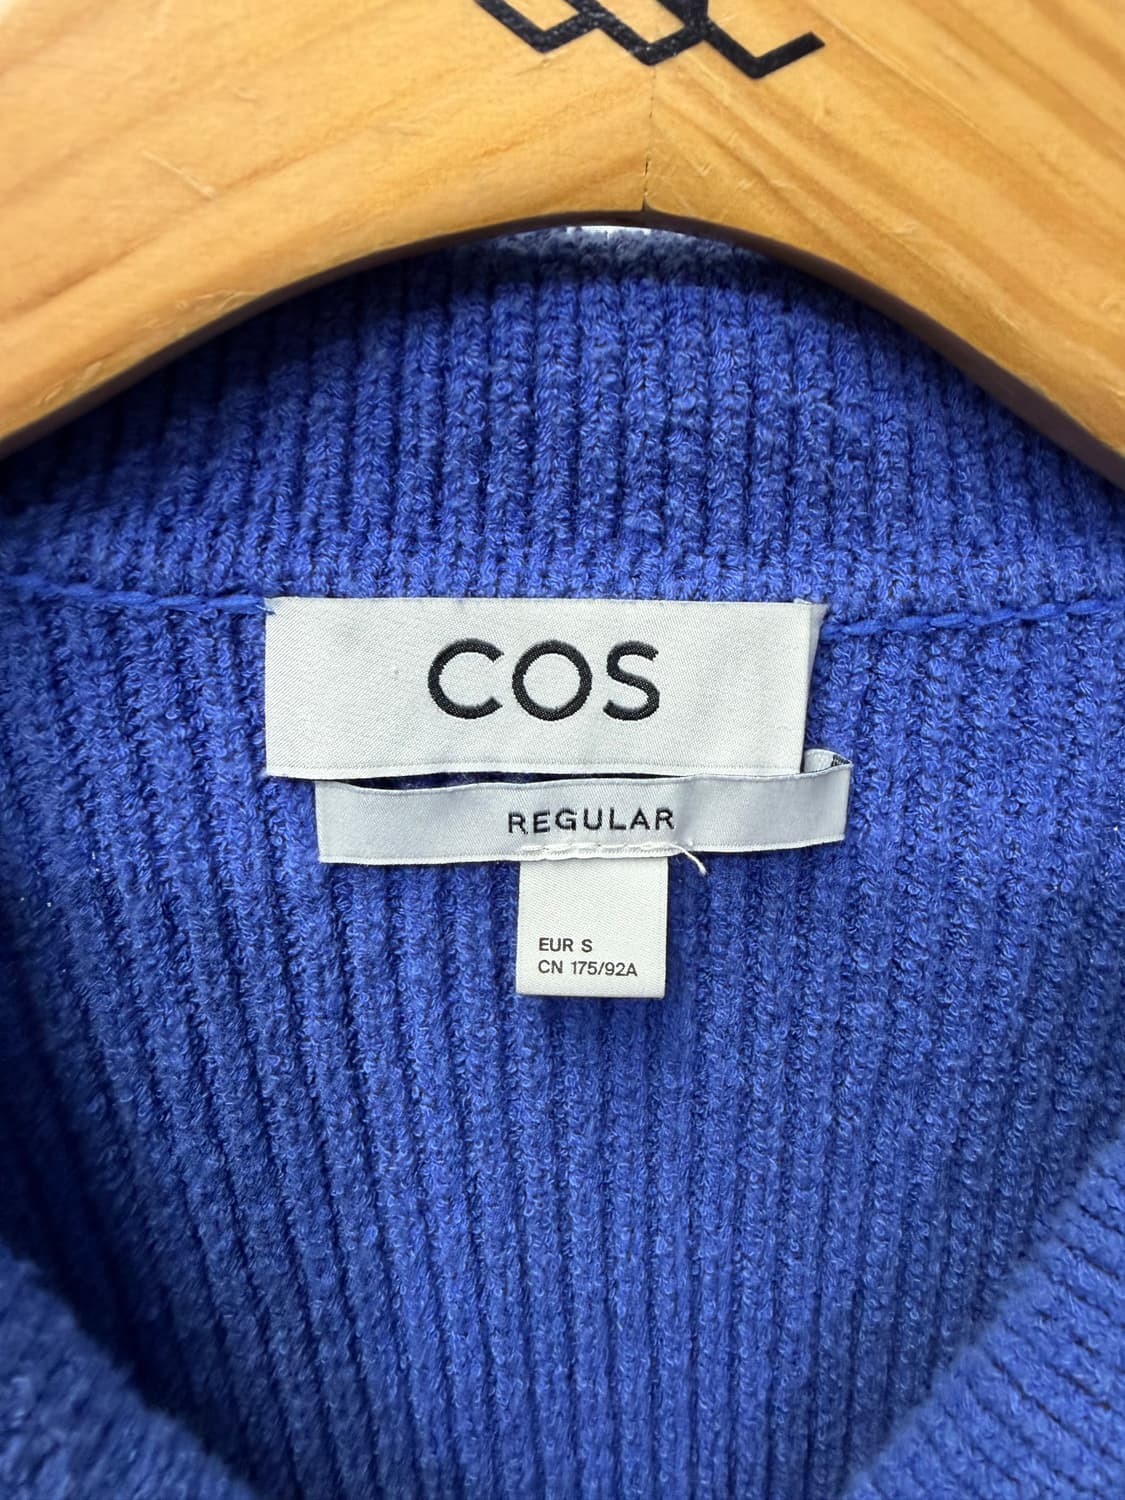 COS
REGULAR
EUR S
CN 175/92A